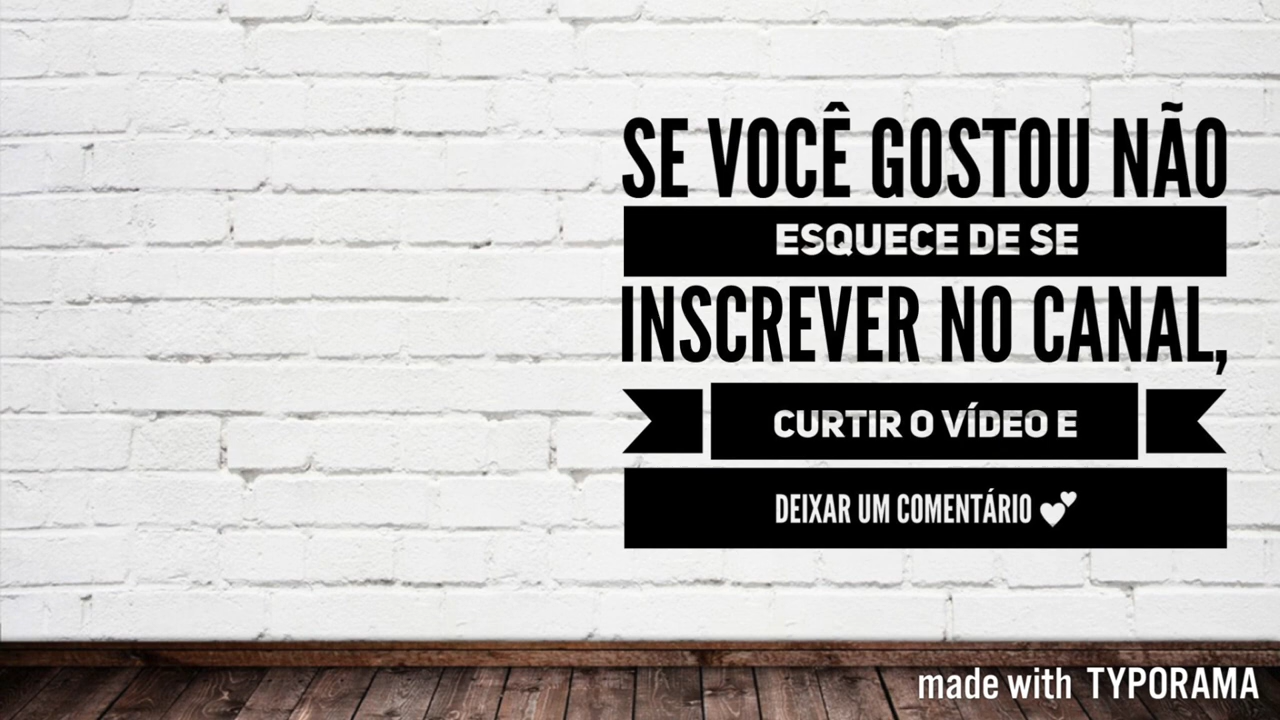 SE VOCÊ GOSTOU NÃO
ESQUECE DE SE
INSCREVER NO CANAL,
CURTIR O VÍDEO E
DEIXAR UM COMENTÁRIO 💕
made with TYPORAMA